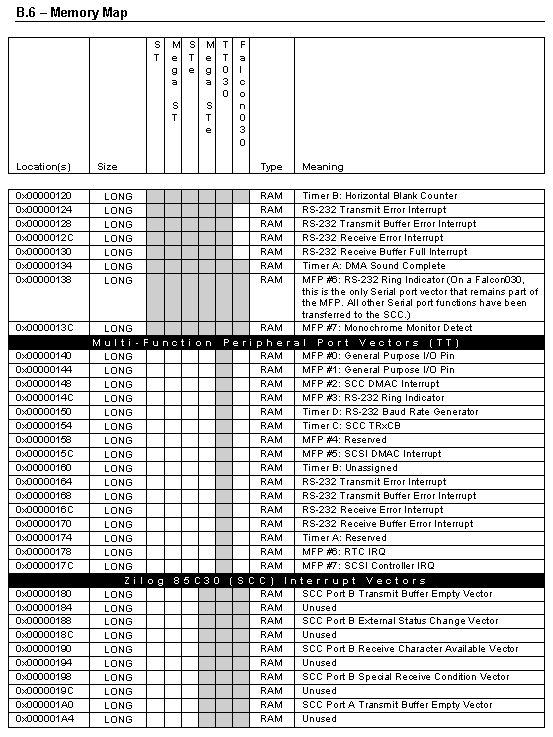 B.6 – Memory Map
Location(s) Size ST Mega ST STe Mega STe TT030 Falcon030 Type Meaning
0x00000120 LONG RAM Timer B: Horizontal Blank Counter
0x00000124 LONG RAM RS-232 Transmit Error Interrupt
0x00000128 LONG RAM RS-232 Transmit Buffer Error Interrupt
0x0000012C LONG RAM RS-232 Receive Error Interrupt
0x00000130 LONG RAM RS-232 Receive Buffer Full Interrupt
0x00000134 LONG RAM Timer A: DMA Sound Complete
0x00000138 LONG RAM MFP #6: RS-232 Ring Indicator (On a Falcon030,
this is the only Serial port vector that remains part of
the MFP. All other Serial port functions have been
transferred to the SCC.)
0x0000013C LONG RAM MFP #7: Monochrome Monitor Detect
Multi-Function Peripheral Port Vectors (TT)
0x00000140 LONG RAM MFP #0: General Purpose I/O Pin
0x00000144 LONG RAM MFP #1: General Purpose I/O Pin
0x00000148 LONG RAM MFP #2: SCC DMAC Interrupt
0x0000014C LONG RAM MFP #3: RS-232 Ring Indicator
0x00000150 LONG RAM Timer D: RS-232 Baud Rate Generator
0x00000154 LONG RAM Timer C: SCC TRxCB
0x00000158 LONG RAM MFP #4: Reserved
0x0000015C LONG RAM MFP #5: SCSI DMAC Interrupt
0x00000160 LONG RAM Timer B: Unassigned
0x00000164 LONG RAM RS-232 Transmit Error Interrupt
0x00000168 LONG RAM RS-232 Transmit Buffer Error Interrupt
0x0000016C LONG RAM RS-232 Receive Error Interrupt
0x00000170 LONG RAM RS-232 Receive Buffer Error Interrupt
0x00000174 LONG RAM Timer A: Reserved
0x00000178 LONG RAM MFP #6: RTC IRQ
0x0000017C LONG RAM MFP #7: SCSI Controller IRQ
Zilog 85C30 (SCC) Interrupt Vectors
0x00000180 LONG RAM SCC Port B Transmit Buffer Empty Vector
0x00000184 LONG RAM Unused
0x00000188 LONG RAM SCC Port B External Status Change Vector
0x0000018C LONG RAM Unused
0x00000190 LONG RAM SCC Port B Receive Character Available Vector
0x00000194 LONG RAM Unused
0x00000198 LONG RAM SCC Port B Special Receive Condition Vector
0x0000019C LONG RAM Unused
0x000001A0 LONG RAM SCC Port A Transmit Buffer Empty Vector
0x000001A4 LONG RAM Unused